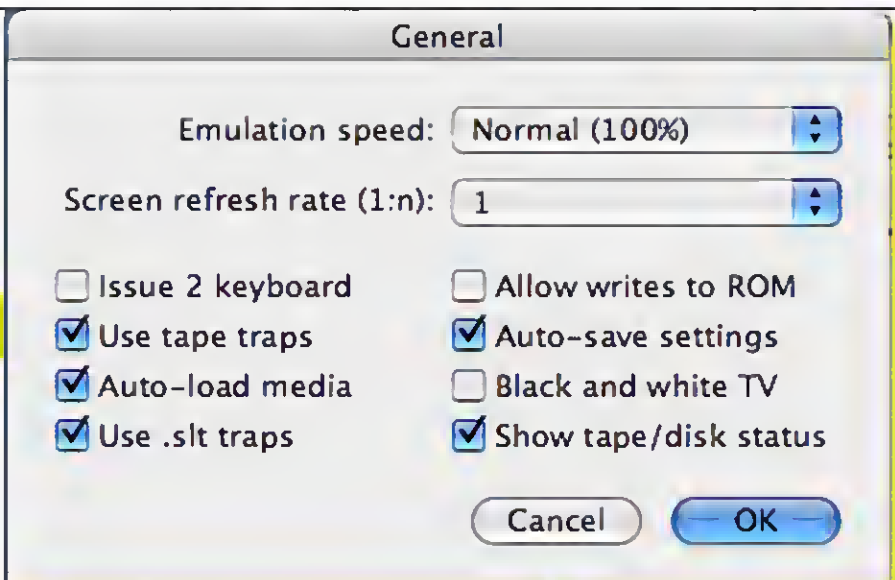 General
Emulation speed: Normal (100%)
Screen refresh rate (1:n): 1
Issue 2 keyboard
Allow writes to ROM
Use tape traps
Auto-save settings
Auto-load media
Black and white TV
Use .slt traps
Show tape/disk status
Cancel
OK